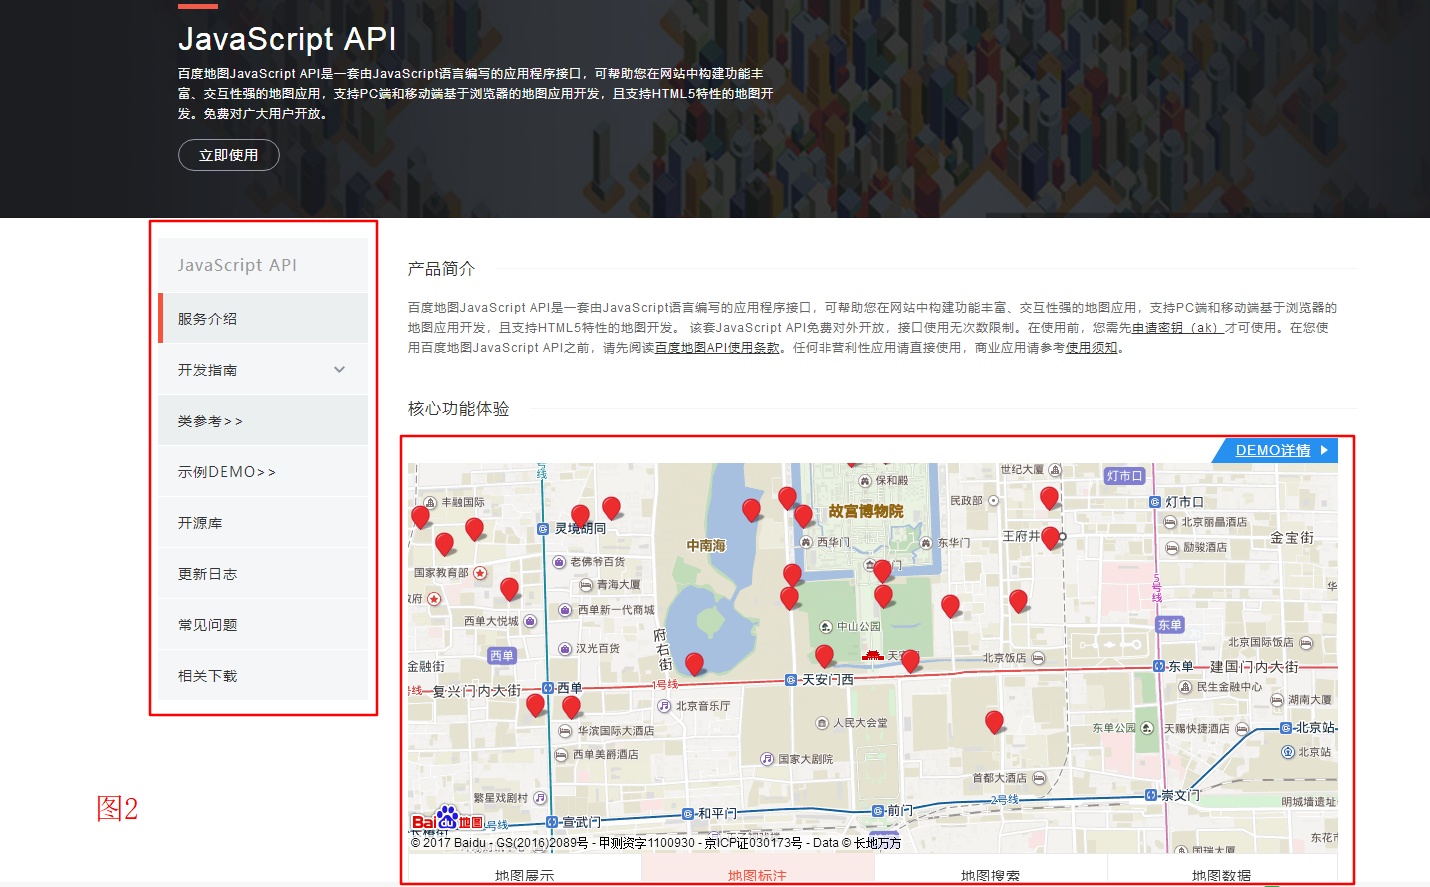 JavaScript API
百度地图JavaScript API是一套由JavaScript语言编写的应用程序接口，可帮助您在网站中构建功能丰
富、交互性强的地图应用，支持PC端和移动端基于浏览器的地图应用开发，且支持HTML5特性的地图开
发。免费对广大用户开放。
立即使用
JavaScript API
服务介绍
开发指南
类参考>>
示例DEMO>>
开源库
更新日志
常见问题
相关下载
图2
产品简介
百度地图JavaScript API是一套由JavaScript语言编写的应用程序接口，可帮助您在网站中构建功能丰富、交互性强的地图应用，支持PC端和移动端基于浏览器的
地图应用开发，且支持HTML5特性的地图开发。 该套JavaScript API免费对外开放，接口使用无次数限制。在使用前，您需先申请密钥（ak）才可使用。在您使
用百度地图JavaScript API之前，请先阅读百度地图API使用条款。任何非营利性应用请直接使用，商业应用请参考使用须知。
核心功能体验
DEMO详情
号线
世纪大厦
灯市口
保和殿
丰融国际
民政部
灯市口
故宫博物院
灵境胡同
北京丽晶酒店
王府井
金宝街
中南海
西华门
东华门
励骏酒店
老佛爷百货
国家教育部
门
青海大厦
5号线
政府
西单新一代商城
西单大悦城
中山公园
东单
府右街
汉光百货
北京国际饭店
西单
天安
北京饭店
金融街
东单
建国门内大街
号线
复兴门内大街
西单
1号线
天安门西
民生金融中心
湖南大厦
北京音乐厅
人民大会堂
东单公园
天赐快捷酒店
北京站
华滨国际大酒店
北京站
西单美爵酒店
国家大剧院
首都大酒店
繁星戏剧村
2号线
崇文门
明城墙遗址
和平门
前门
Bai 地图
号线
宣武门
东花市
© 2017 Baidu - GS(2016)2089号 - 甲测资字1100930 - 京ICP证030173号 - Data © 长地万方
国瑞大厦
地图展示
地图标注
地图搜索
地图数据